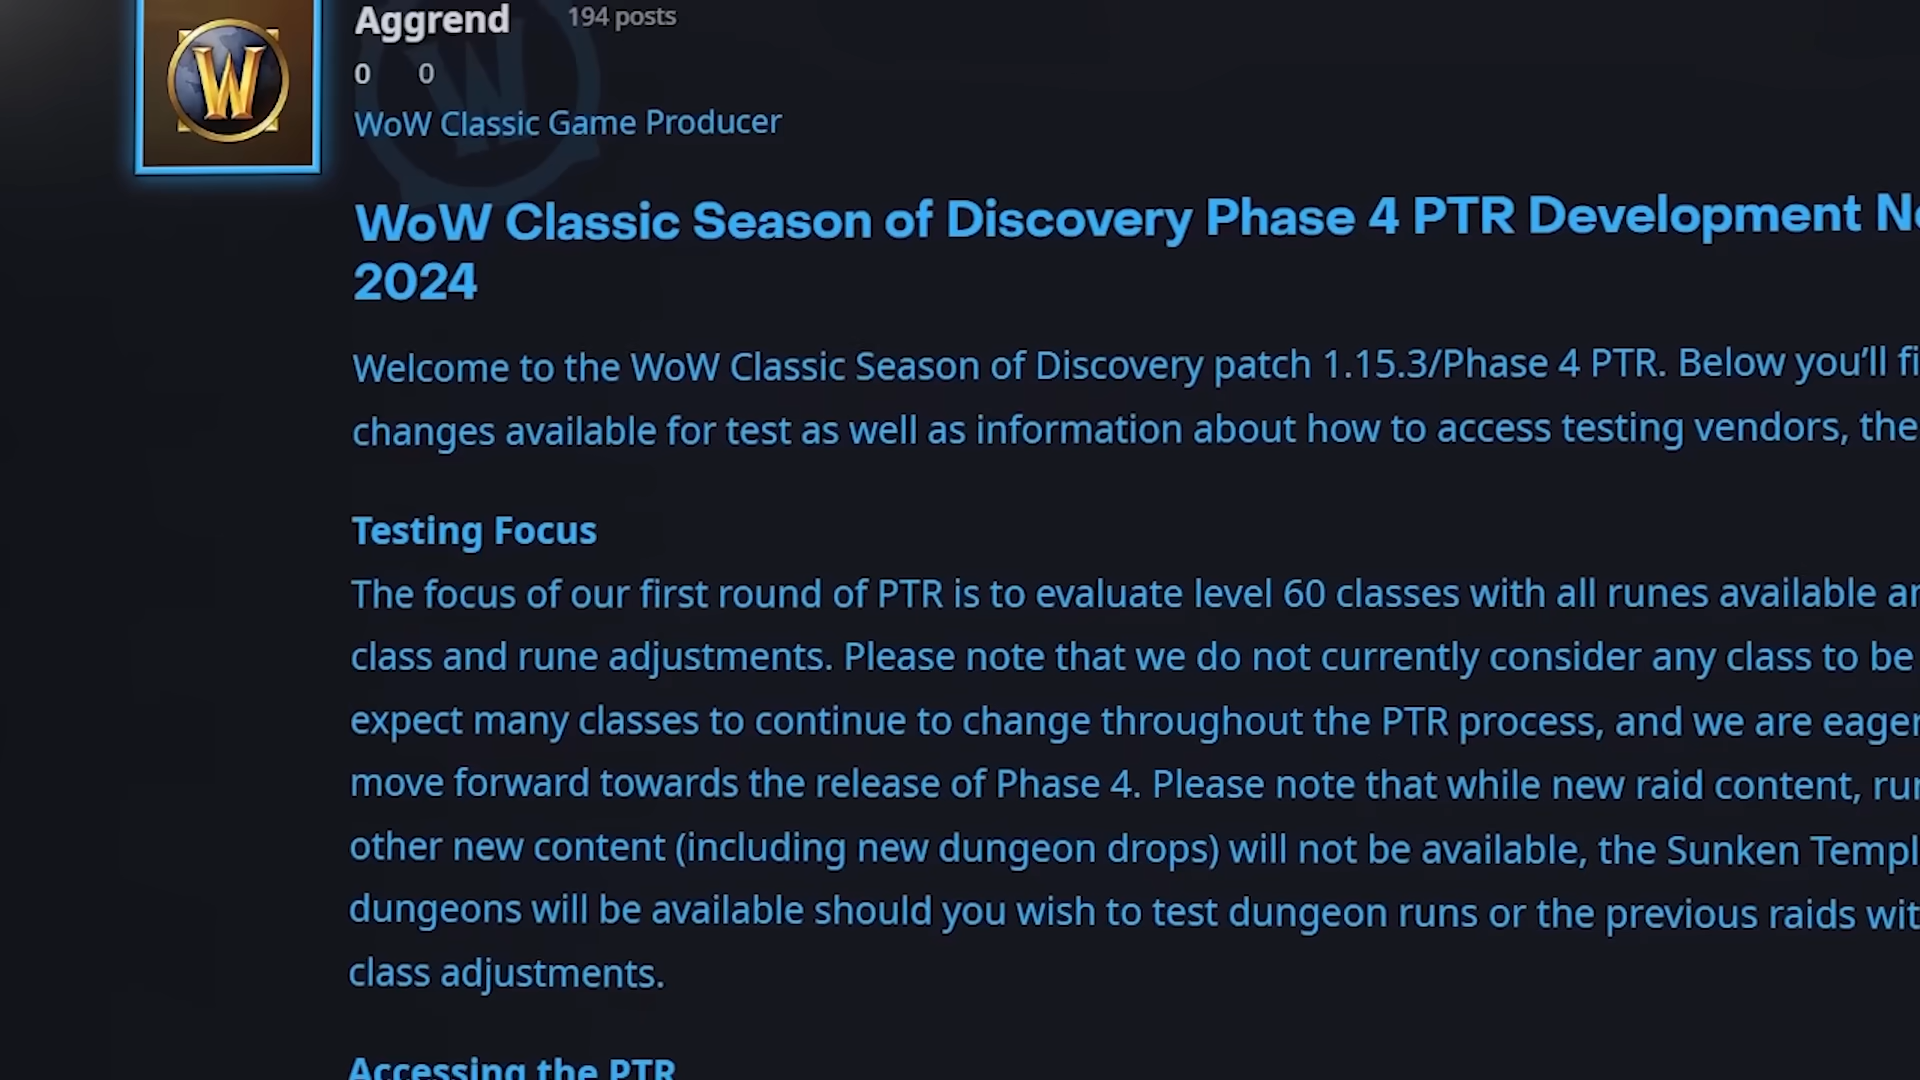 Aggrend 194 posts
0 0
WoW Classic Game Producer
WoW Classic Season of Discovery Phase 4 PTR Development
2024
Welcome to the WoW Classic Season of Discovery patch 1.15.3/Phase 4 PTR. Below you’ll
changes available for test as well as information about how to access testing vendors, the
Testing Focus
The focus of our first round of PTR is to evaluate level 60 classes with all runes available
class and rune adjustments. Please note that we do not currently consider any class to be
expect many classes to continue to change throughout the PTR process, and we are eager
move forward towards the release of Phase 4. Please note that while new raid content,
other new content (including new dungeon drops) will not be available, the Sunken
dungeons will be available should you wish to test dungeon runs or the previous raids
class adjustments.
Accessing the PTR